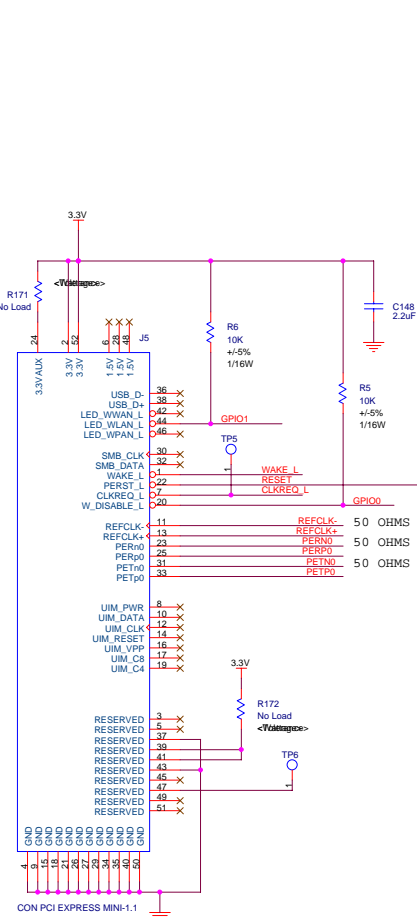 3.3V
R171
No Load
C148
2.2uF
R6
10K
+/-5%
1/16W
J5
24
2
52
6
28
48
3.3VAUX
3.3V
3.3V
1.5V
1.5V
1.5V
R5
10K
+/-5%
1/16W
USB_D- 36
USB_D+ 38
LED_WWAN_L 42
LED_WLAN_L 44 GPIO1
LED_WPAN_L 46
TP5
1
SMB_CLK 30
SMB_DATA 32
WAKE_L 1 WAKE_L
PERST_L 22 RESET
CLKREQ_L 7 CLKREQ_L
W_DISABLE_L 20 GPIO0
REFCLK- 11 REFCLK- 50 OHMS
REFCLK+ 13 REFCLK+
PERn0 23 PERN0 50 OHMS
PERp0 25 PERP0
PETn0 31 PETN0 50 OHMS
PETp0 33 PETP0
UIM_PWR 8
UIM_DATA 10
UIM_CLK 12
UIM_RESET 14
UIM_VPP 16
UIM_C8 17
UIM_C4 19
3.3V
R172
No Load
RESERVED 3
RESERVED 5
RESERVED 37
RESERVED 39
RESERVED 41
RESERVED 43
RESERVED 45
RESERVED 47
RESERVED 49
RESERVED 51
TP6
1
GND GND GND GND GND GND GND GND GND GND GND GND
4 9 15 18 21 26 27 29 34 35 40 50
CON PCI EXPRESS MINI-1.1